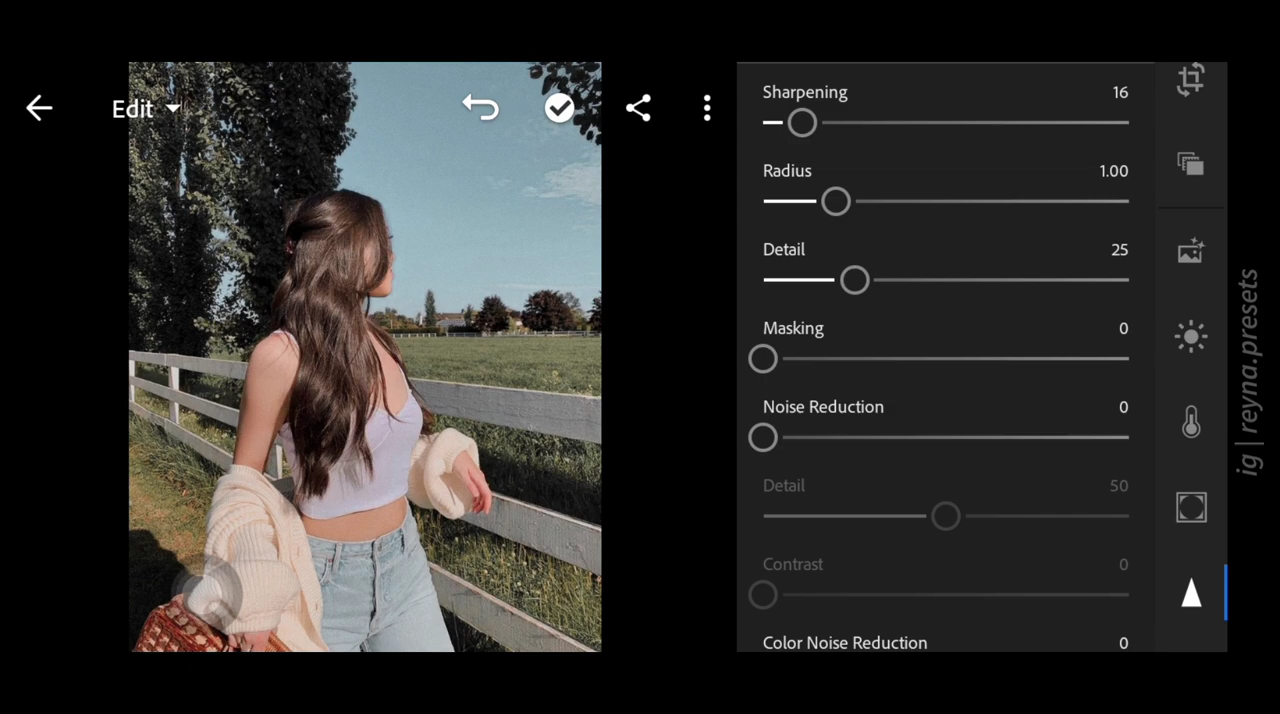 Edit
Sharpening 16
Radius 1.00
Detail 25
Masking 0
Noise Reduction 0
Detail 50
Contrast 0
Color Noise Reduction 0
ig | reyna.presets